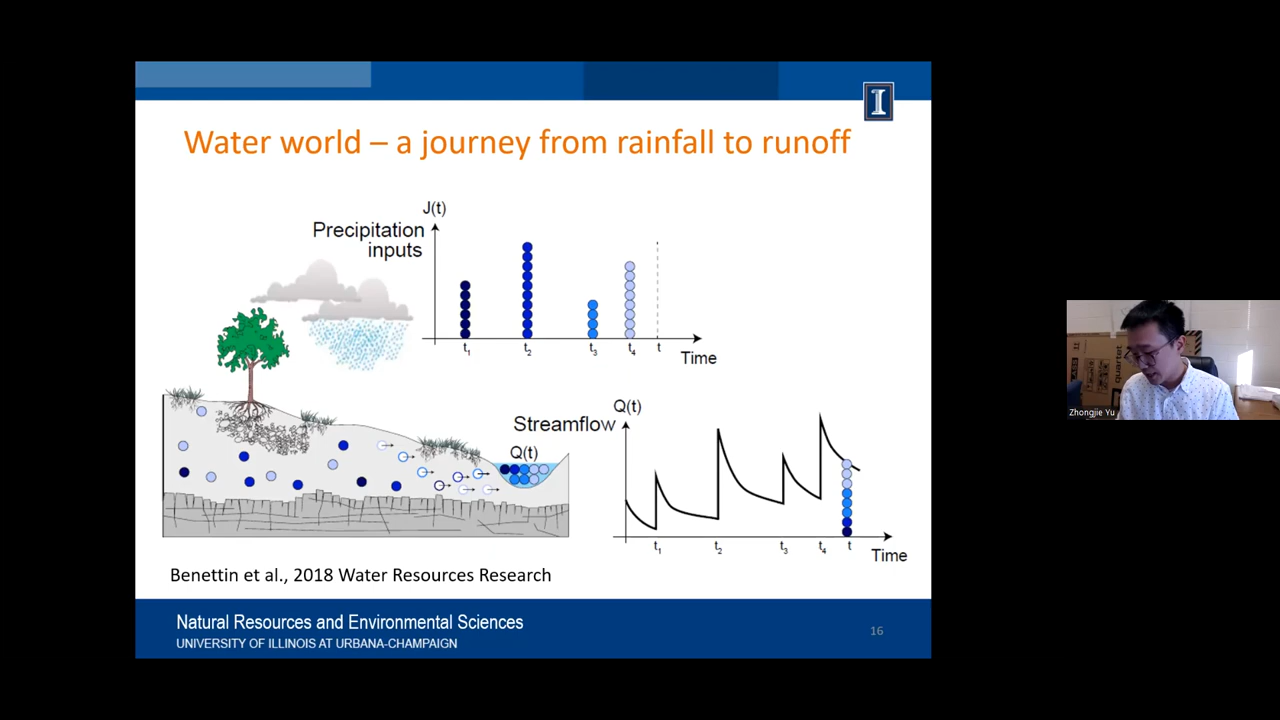 I
Water world – a journey from rainfall to runoff
J(t)
Precipitation
inputs
t1
t2
t3
t4
t
Time
Streamflow
Q(t)
Q(t)
t1
t2
t3
t4
t
Time
Benettin et al., 2018 Water Resources Research
Natural Resources and Environmental Sciences
UNIVERSITY OF ILLINOIS AT URBANA-CHAMPAIGN
16
quartet
Zhongjie Yu